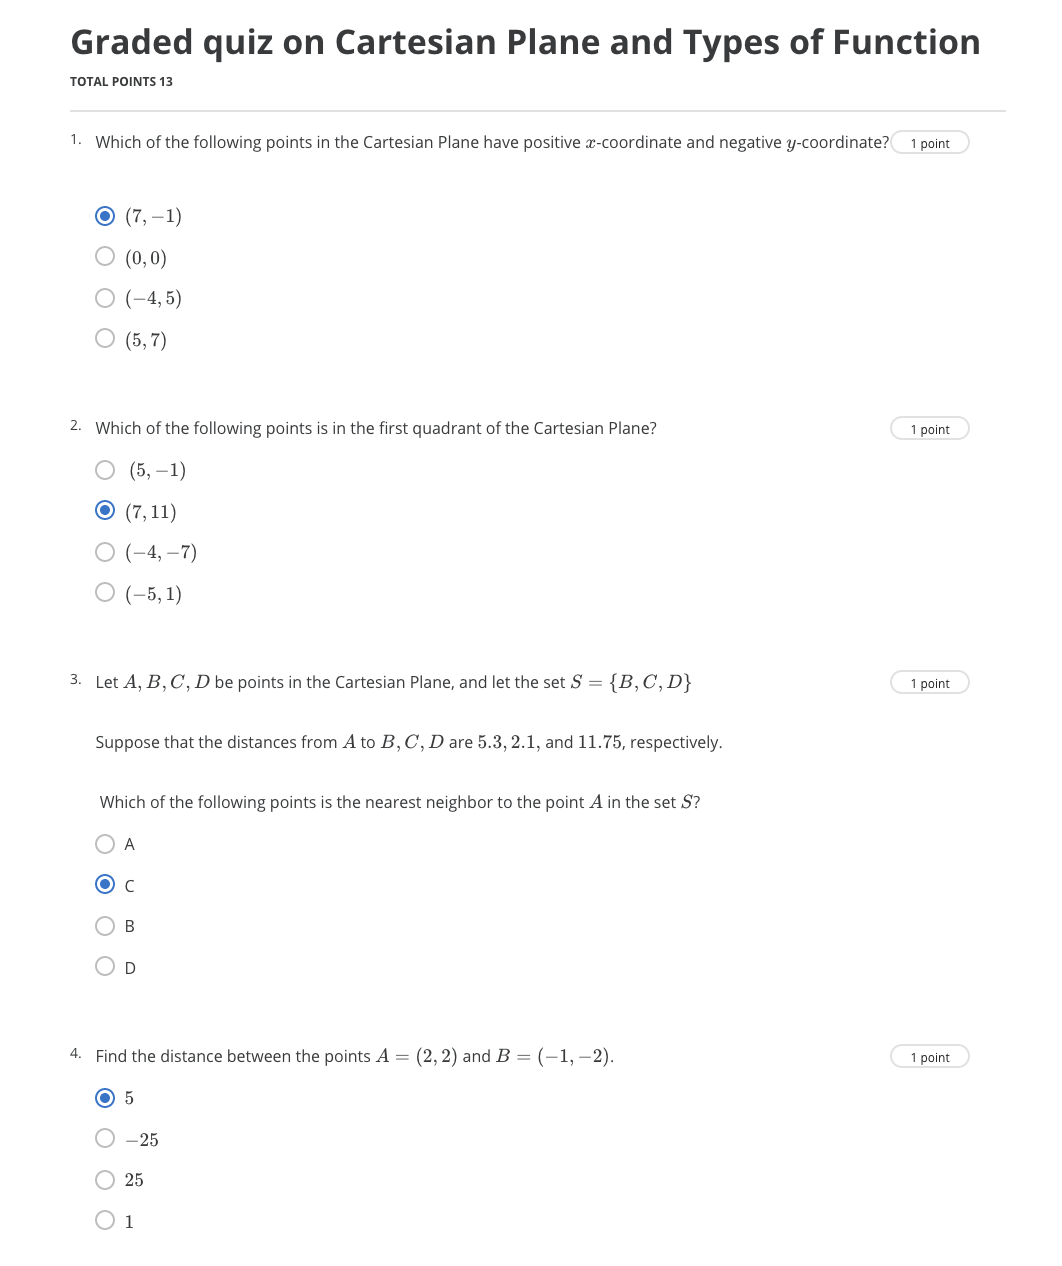 Graded quiz on Cartesian Plane and Types of Function
TOTAL POINTS 13
1. Which of the following points in the Cartesian Plane have positive x-coordinate and negative y-coordinate? 1 point
(7, −1)
(0, 0)
(−4, 5)
(5, 7)
2. Which of the following points is in the first quadrant of the Cartesian Plane? 1 point
(5, −1)
(7, 11)
(−4, −7)
(−5, 1)
3. Let A, B, C, D be points in the Cartesian Plane, and let the set S = {B, C, D} 1 point
Suppose that the distances from A to B, C, D are 5.3, 2.1, and 11.75, respectively.
Which of the following points is the nearest neighbor to the point A in the set S?
A
C
B
D
4. Find the distance between the points A = (2, 2) and B = (−1, −2). 1 point
5
−25
25
1